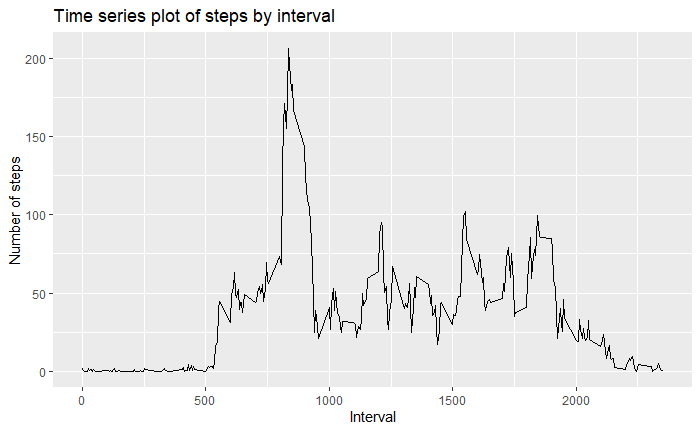 Time series plot of steps by interval
200
150
100
50
0
Number of steps
0 500 1000 1500 2000
Interval